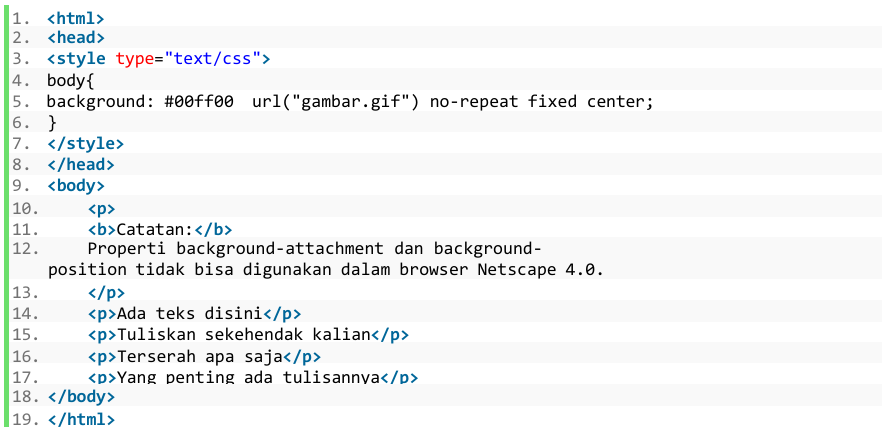 1. <html>
2. <head>
3. <style type="text/css">
4. body{
5. background: #00ff00  url("gambar.gif") no-repeat fixed center;
6. }
7. </style>
8. </head>
9. <body>
10.     <p>
11.     <b>Catatan:</b>
12.     Properti background-attachment dan background-
position tidak bisa digunakan dalam browser Netscape 4.0.
13.     </p>
14.     <p>Ada teks disini</p>
15.     <p>Tuliskan sekehendak kalian</p>
16.     <p>Terserah apa saja</p>
17.     <p>Yang penting ada tulisannya</p>
18. </body>
19. </html>